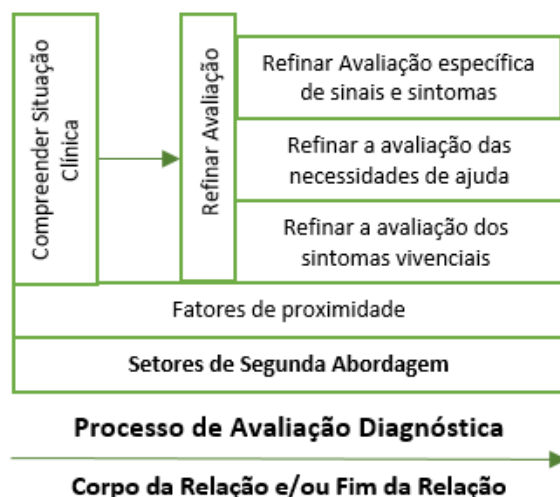 Compreender Situação
Clínica
Refinar Avaliação
Refinar Avaliação específica
de sinais e sintomas
Refinar a avaliação das
necessidades de ajuda
Refinar a avaliação dos
sintomas vivenciais
Fatores de proximidade
Setores de Segunda Abordagem
Processo de Avaliação Diagnóstica
Corpo da Relação e/ou Fim da Relação